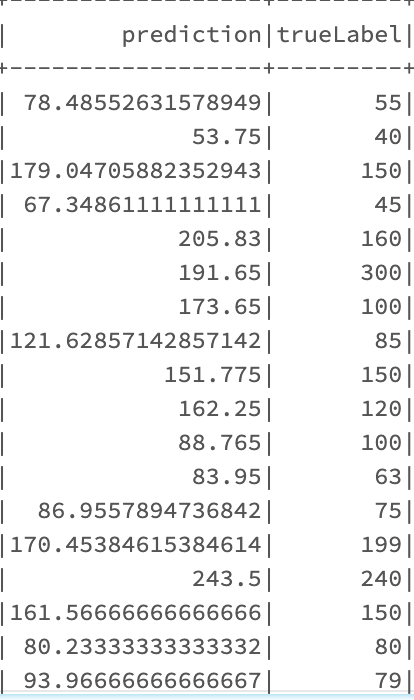 +------------------+---------+
|        prediction|trueLabel|
+------------------+---------+
| 78.48552631578949|       55|
|             53.75|       40|
|179.04705882352943|      150|
| 67.34861111111111|       45|
|            205.83|      160|
|            191.65|      300|
|            173.65|      100|
|121.62857142857142|       85|
|           151.775|      150|
|            162.25|      120|
|            88.765|      100|
|             83.95|       63|
|  86.9557894736842|       75|
|170.45384615384614|      199|
|             243.5|      240|
|161.56666666666666|      150|
| 80.23333333333332|       80|
| 93.96666666666667|       79|